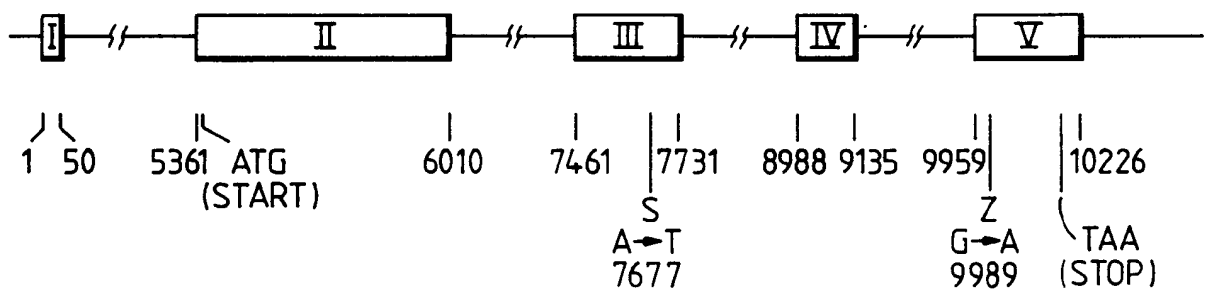 I II III IV V
1 50 5361 ATG 6010 7461 7731 8988 9135 9959 10226
(START) S Z
A→T G→A TAA
7677 9989 (STOP)